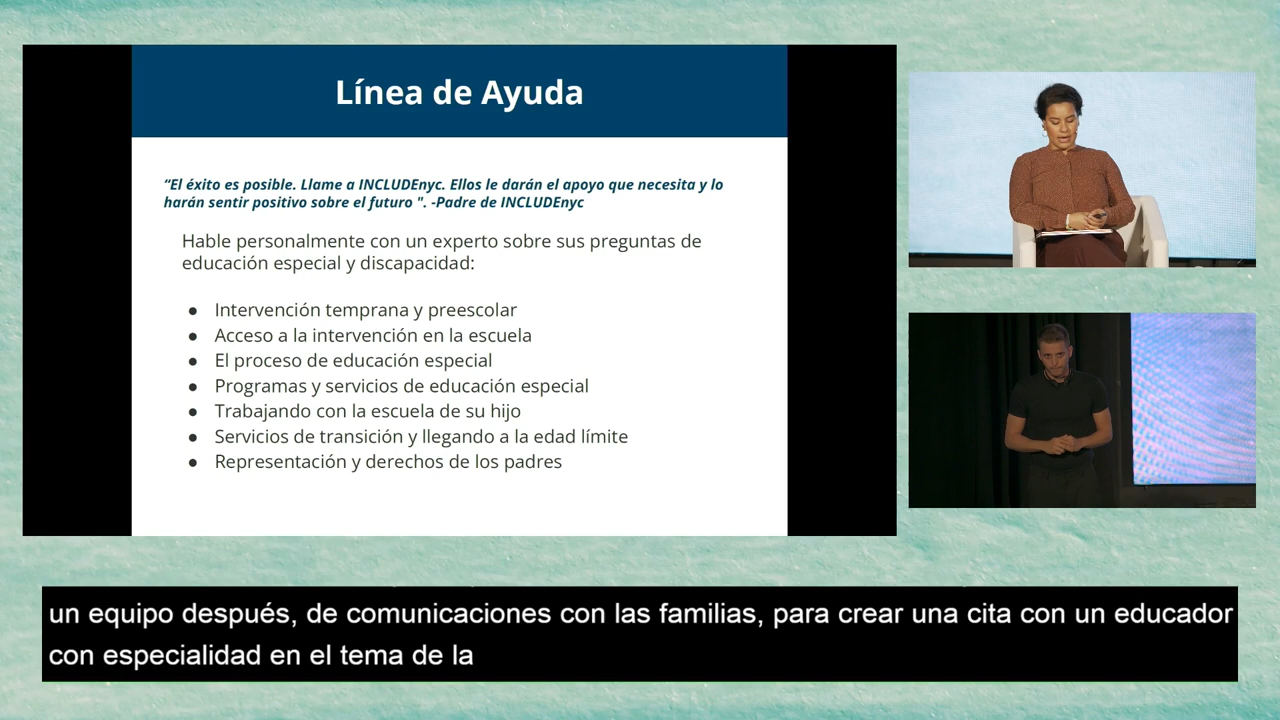 Línea de Ayuda
“El éxito es posible. Llame a INCLUDEnyc. Ellos le darán el apoyo que necesita y lo
harán sentir positivo sobre el futuro ". -Padre de INCLUDEnyc
Hable personalmente con un experto sobre sus preguntas de
educación especial y discapacidad:
● Intervención temprana y preescolar
● Acceso a la intervención en la escuela
● El proceso de educación especial
● Programas y servicios de educación especial
● Trabajando con la escuela de su hijo
● Servicios de transición y llegando a la edad límite
● Representación y derechos de los padres
un equipo después, de comunicaciones con las familias, para crear una cita con un educador
con especialidad en el tema de la